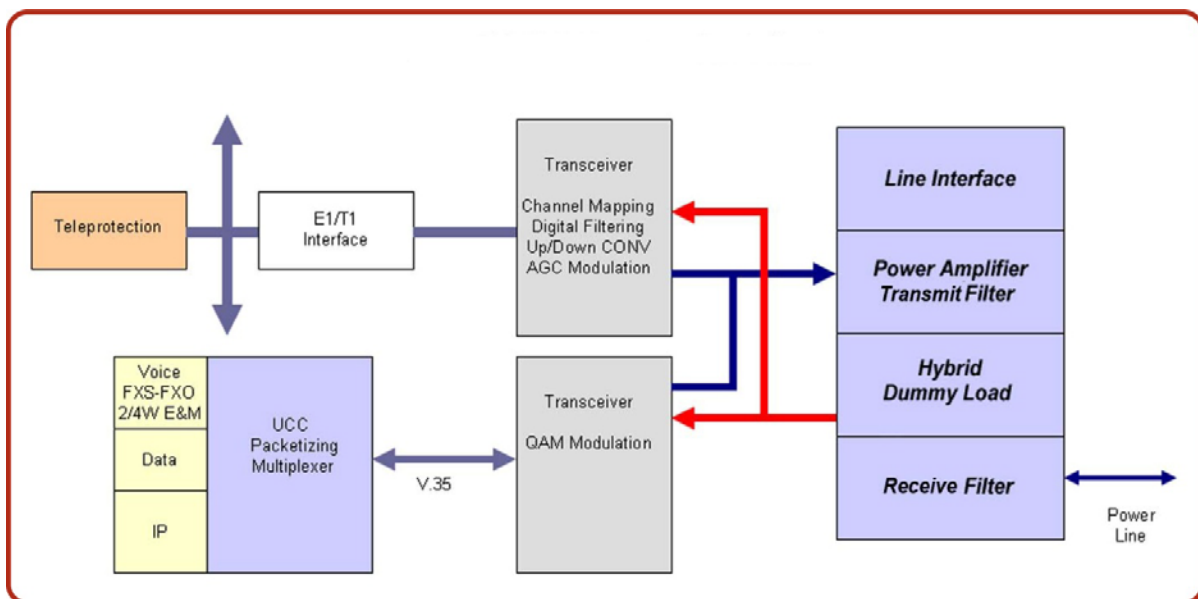 Teleprotection
E1/T1
Interface
Transceiver
Channel Mapping
Digital Filtering
Up/Down CONV
AGC Modulation
Line Interface
Power Amplifier
Transmit Filter
Hybrid
Dummy Load
Receive Filter
Voice
FXS-FXO
2/4W E&M
Data
IP
UCC
Packetizing
Multiplexer
V.35
Transceiver
QAM Modulation
Power
Line